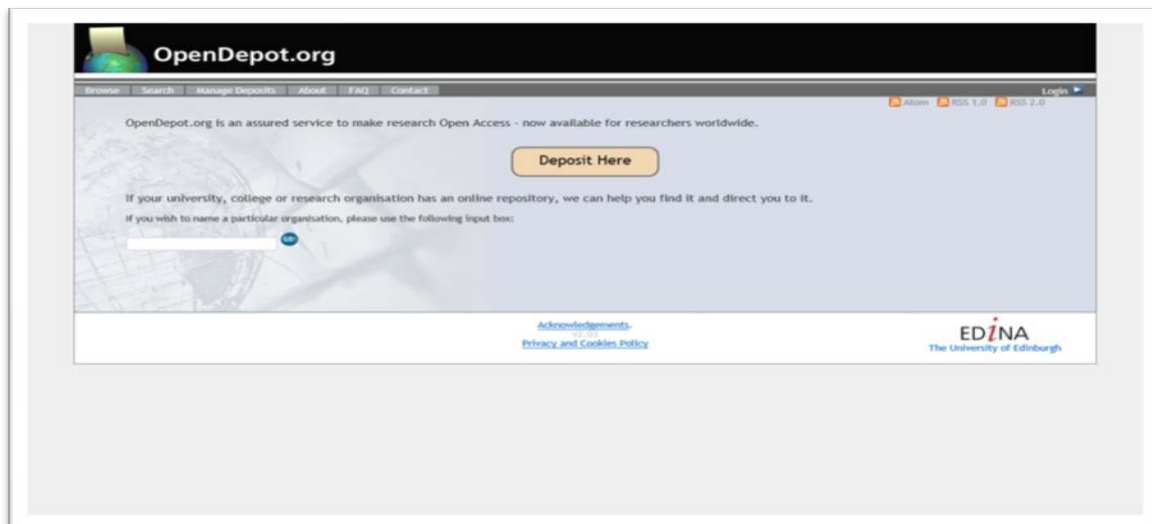 OpenDepot.org
Browse Search Manage Deposits About FAQ Contact Login
Atom RSS 1.0 RSS 2.0
OpenDepot.org is an assured service to make research Open Access - now available for researchers worldwide.
Deposit Here
If your university, college or research organisation has an online repository, we can help you find it and direct you to it.
If you wish to name a particular organisation, please use the following input box:
Acknowledgements.
Privacy and Cookies Policy
EDINA
The University of Edinburgh